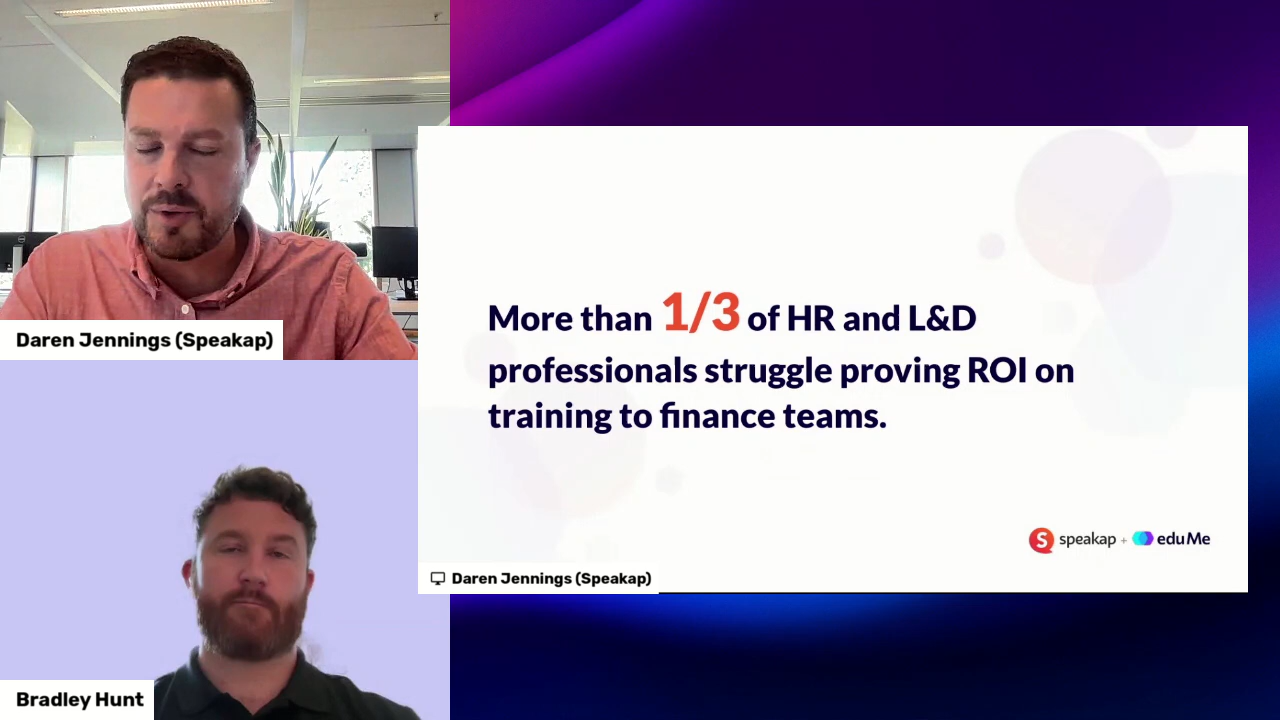 Daren Jennings (Speakap)
More than 1/3 of HR and L&D
professionals struggle proving ROI on
training to finance teams.
S speakap + eduMe
Daren Jennings (Speakap)
Bradley Hunt